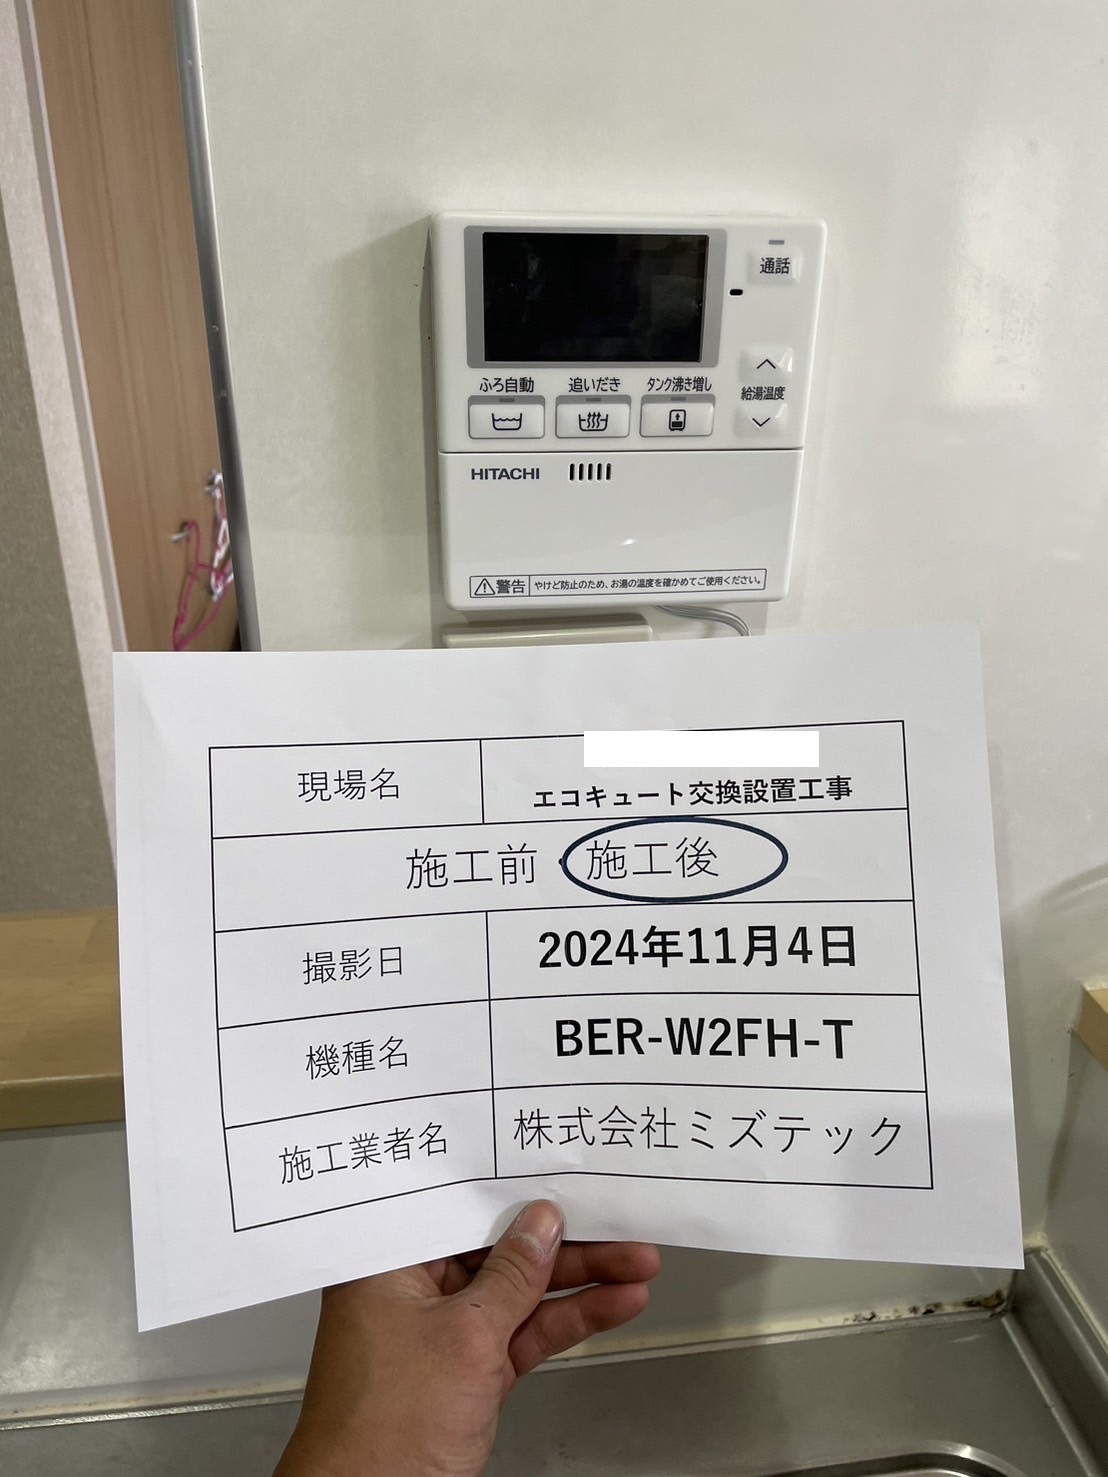 通話
ふろ自動 追いだき タンク沸き増し
給湯温度
HITACHI
警告 やけど防止のため、お湯の温度を確かめてご使用ください。
現場名 エコキュート交換設置工事
施工前・施工後
撮影日 2024年11月4日
機種名 BER-W2FH-T
施工業者名 株式会社ミズテック